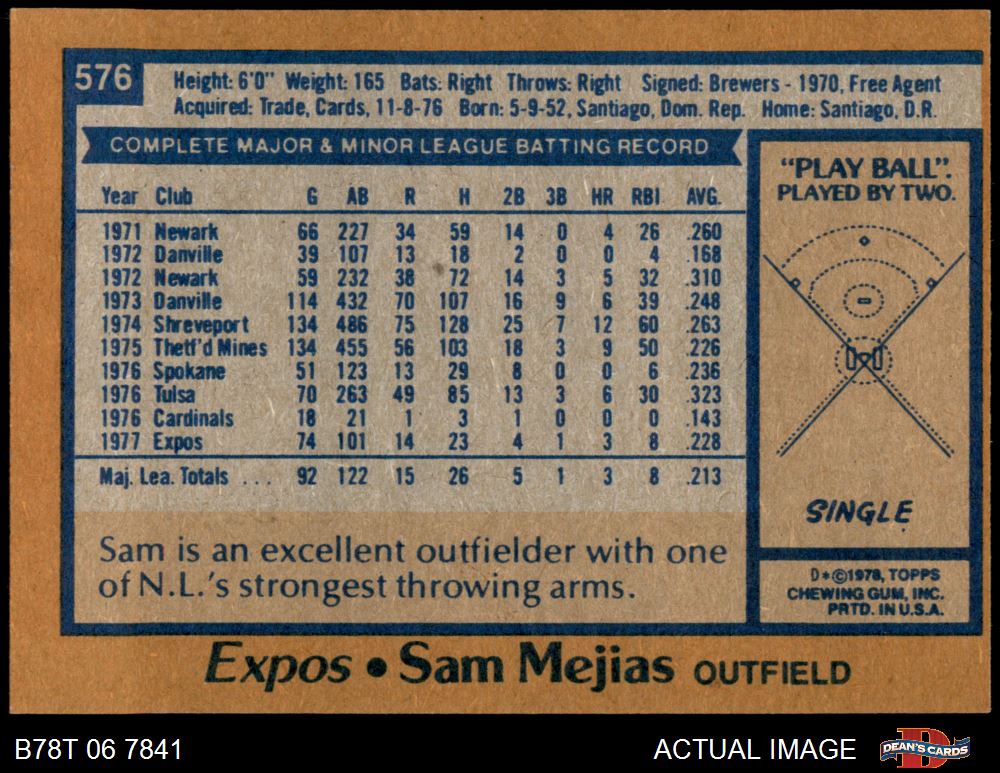 576
Height: 6'0" Weight: 165 Bats: Right Throws: Right Signed: Brewers - 1970, Free Agent
Acquired: Trade, Cards, 11-8-76 Born: 5-9-52, Santiago, Dom. Rep. Home: Santiago, D.R.
COMPLETE MAJOR & MINOR LEAGUE BATTING RECORD
Year Club G AB R H 2B 3B HR RBI AVG.
1971 Newark 66 227 34 59 14 0 4 26 .260
1972 Danville 39 107 13 18 2 0 0 4 .168
1972 Newark 59 232 38 72 14 3 5 32 .310
1973 Danville 114 432 70 107 16 9 6 39 .248
1974 Shreveport 134 486 75 128 25 7 12 60 .263
1975 Thetf'd Mines 134 455 56 103 18 3 9 50 .226
1976 Spokane 51 123 13 29 8 0 0 6 .236
1976 Tulsa 70 263 49 85 13 3 6 30 .323
1976 Cardinals 18 21 1 3 1 0 0 0 .143
1977 Expos 74 101 14 23 4 1 3 8 .228
Maj. Lea. Totals ... 92 122 15 26 5 1 3 8 .213
Sam is an excellent outfielder with one
of N.L.'s strongest throwing arms.
"PLAY BALL".
PLAYED BY TWO.
SINGLE
D*©1978, TOPPS
CHEWING GUM, INC.
PRTD. IN U.S.A.
Expos • Sam Mejias OUTFIELD
B78T 06 7841
ACTUAL IMAGE
DEAN'S CARDS